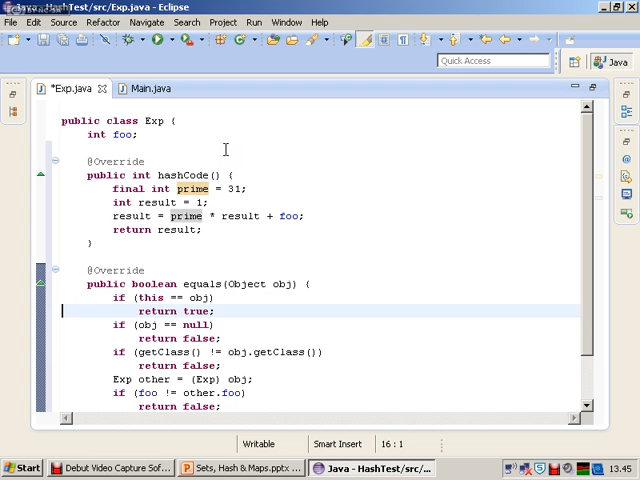 Java - HashTest/src/Exp.java - Eclipse
File Edit Source Refactor Navigate Search Project Run Window Help
Quick Access
Java
*Exp.java Main.java
public class Exp {
int foo;
@Override
public int hashCode() {
final int prime = 31;
int result = 1;
result = prime * result + foo;
return result;
}
@Override
public boolean equals(Object obj) {
if (this == obj)
return true;
if (obj == null)
return false;
if (getClass() != obj.getClass())
return false;
Exp other = (Exp) obj;
if (foo != other.foo)
return false;
Writable Smart Insert 16 : 1
Start Debut Video Capture Sof... Sets, Hash & Maps.pptx ... Java - HashTest/src/... 13.45